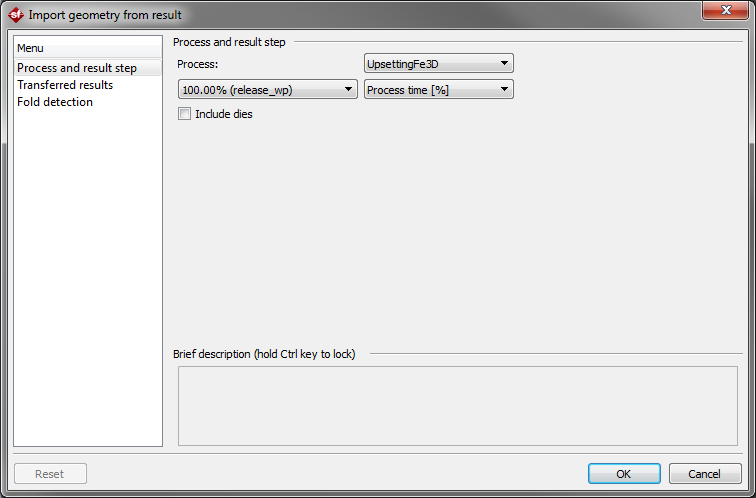 Import geometry from result
Menu
Process and result step
Transferred results
Fold detection
Process and result step
Process:
UpsettingFe3D
100.00% (release_wp)
Process time [%]
Include dies
Brief description (hold Ctrl key to lock)
Reset
OK
Cancel